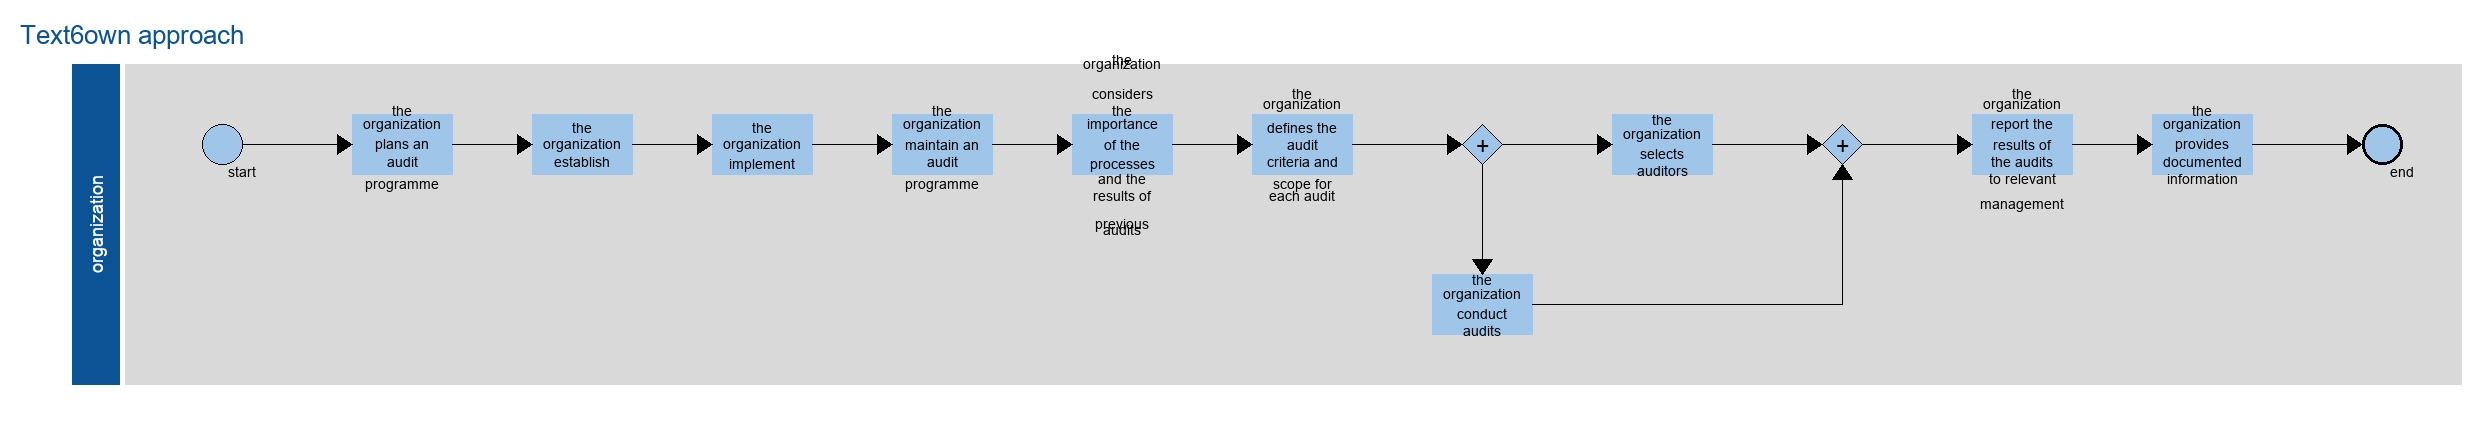 Text6own approach
organization
start
the
organization
plans an
audit
programme
the
organization
establish
the
organization
implement
the
organization
maintain an
audit
programme
the
organization
considers
the
importance
of the
processes
and the
results of
previous
audits
the
organization
defines the
audit
criteria and
scope for
each audit
+
the
organization
conduct
audits
the
organization
selects
auditors
+
the
organization
report the
results of
the audits
to relevant
management
the
organization
provides
documented
information
end